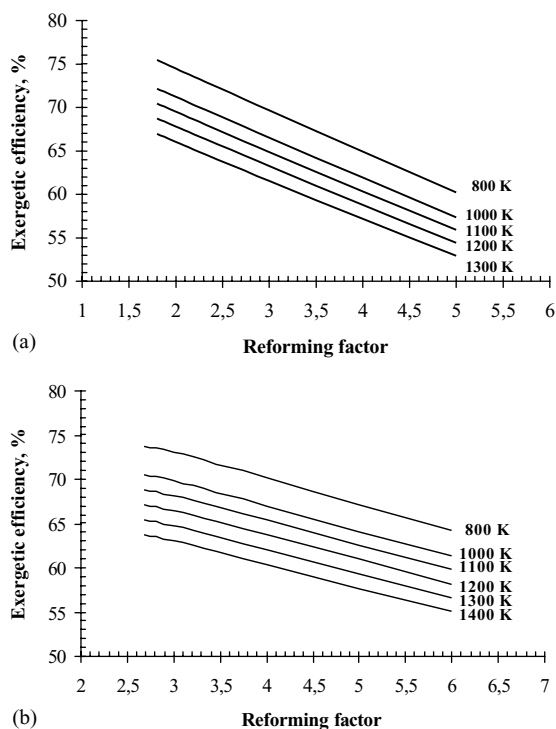 (a)
Exergetic efficiency, %
80
75
70
65
60
55
50
800 K
1000 K
1100 K
1200 K
1300 K
1 1,5 2 2,5 3 3,5 4 4,5 5 5,5 6
Reforming factor
(b)
Exergetic efficiency, %
80
75
70
65
60
55
50
800 K
1000 K
1100 K
1200 K
1300 K
1400 K
2 2,5 3 3,5 4 4,5 5 5,5 6 6,5 7
Reforming factor